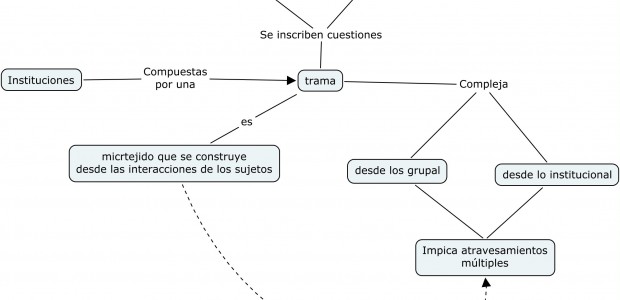 Se inscriben cuestiones
Instituciones
Compuestas
por una
trama
Compleja
es
micrtejido que se construye
desde las interacciones de los sujetos
desde los grupal
desde lo institucional
Impica atravesamientos
múltiples